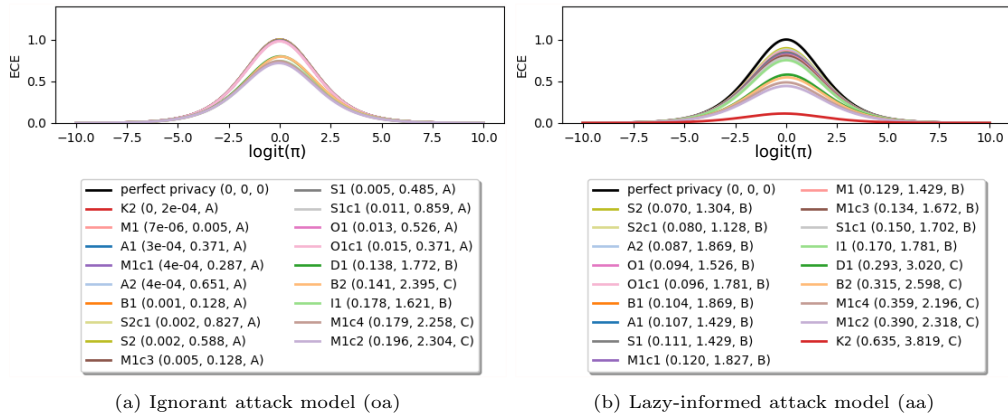 ECE
1.0
0.5
0.0
-10.0 -7.5 -5.0 -2.5 0.0 2.5 5.0 7.5 10.0
logit(π)
perfect privacy (0, 0, 0)
K2 (0, 2e-04, A)
M1 (7e-06, 0.005, A)
A1 (3e-04, 0.371, A)
M1c1 (4e-04, 0.287, A)
A2 (4e-04, 0.651, A)
B1 (0.001, 0.128, A)
S2c1 (0.002, 0.827, A)
S2 (0.002, 0.588, A)
M1c3 (0.005, 0.128, A)
S1 (0.005, 0.485, A)
S1c1 (0.011, 0.859, A)
O1 (0.013, 0.526, A)
O1c1 (0.015, 0.371, A)
D1 (0.138, 1.772, B)
B2 (0.141, 2.395, C)
I1 (0.178, 1.621, B)
M1c4 (0.179, 2.258, C)
M1c2 (0.196, 2.304, C)
(a) Ignorant attack model (oa)
ECE
1.0
0.5
0.0
-10.0 -7.5 -5.0 -2.5 0.0 2.5 5.0 7.5 10.0
logit(π)
perfect privacy (0, 0, 0)
S2 (0.070, 1.304, B)
S2c1 (0.080, 1.128, B)
A2 (0.087, 1.869, B)
O1 (0.094, 1.526, B)
O1c1 (0.096, 1.781, B)
B1 (0.104, 1.869, B)
A1 (0.107, 1.429, B)
S1 (0.111, 1.429, B)
M1c1 (0.120, 1.827, B)
M1 (0.129, 1.429, B)
M1c3 (0.134, 1.672, B)
S1c1 (0.150, 1.702, B)
I1 (0.170, 1.781, B)
D1 (0.293, 3.020, C)
B2 (0.315, 2.598, C)
M1c4 (0.359, 2.196, C)
M1c2 (0.390, 2.318, C)
K2 (0.635, 3.819, C)
(b) Lazy-informed attack model (aa)